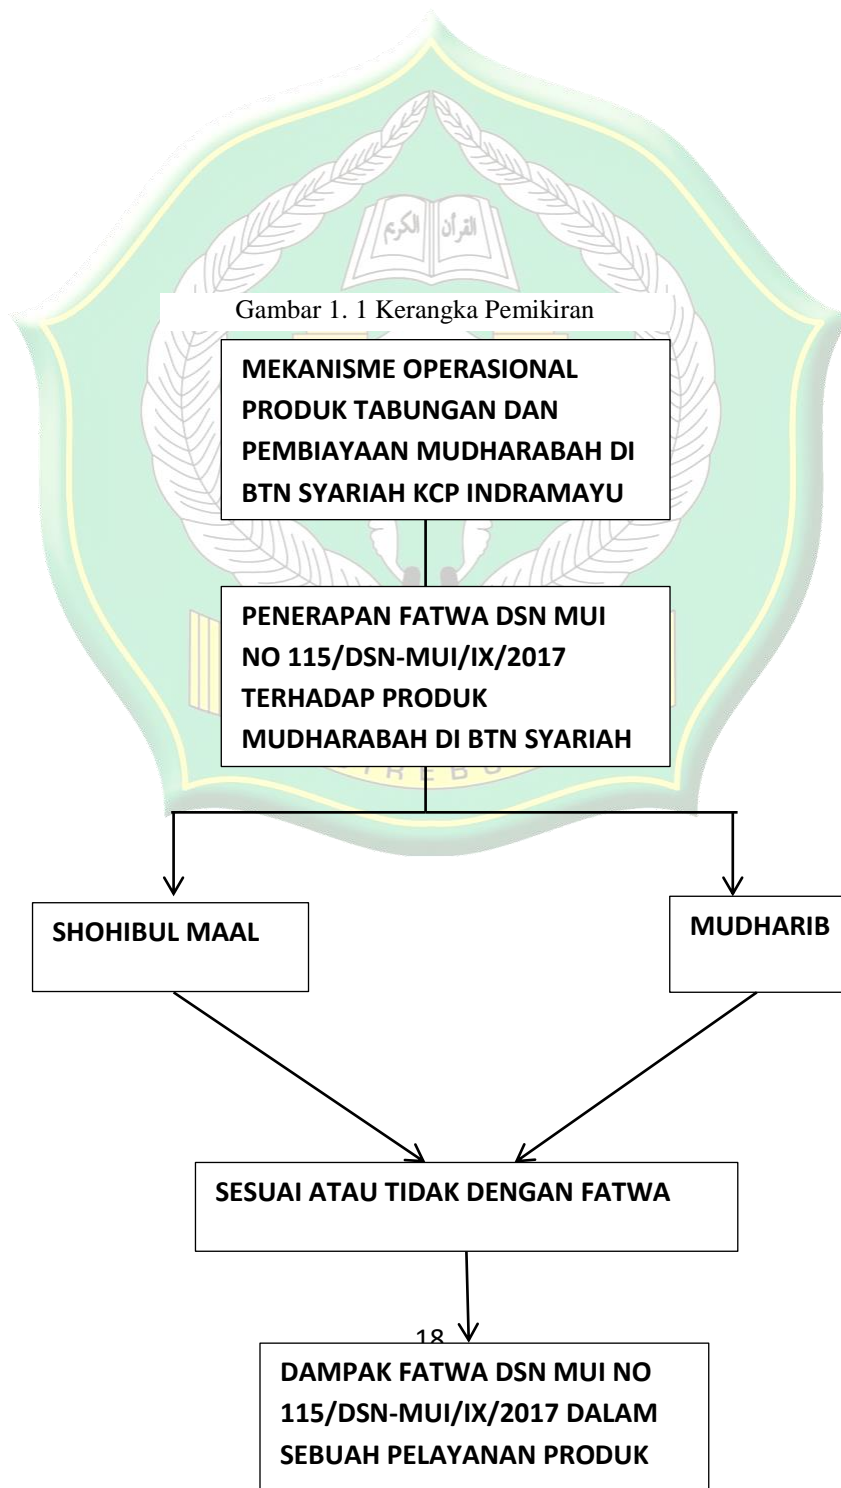 القرآن الكريم
Gambar 1. 1 Kerangka Pemikiran
MEKANISME OPERASIONAL
PRODUK TABUNGAN DAN
PEMBIAYAAN MUDHARABAH DI
BTN SYARIAH KCP INDRAMAYU
PENERAPAN FATWA DSN MUI
NO 115/DSN-MUI/IX/2017
TERHADAP PRODUK
MUDHARABAH DI BTN SYARIAH
SHOHIBUL MAAL
MUDHARIB
SESUAI ATAU TIDAK DENGAN FATWA
18
DAMPAK FATWA DSN MUI NO
115/DSN-MUI/IX/2017 DALAM
SEBUAH PELAYANAN PRODUK